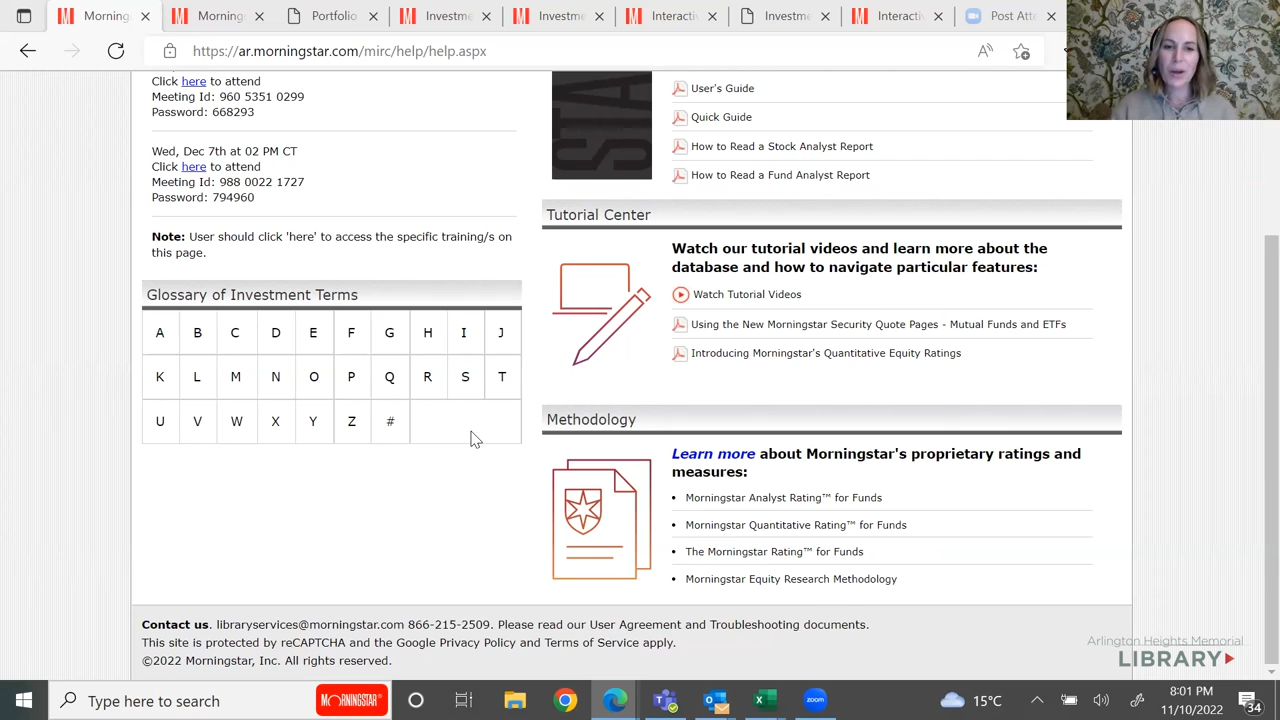 Morning.
Morning.
Portfolio
Investm
Investm
Interacti
Investme
Interacti
Post Atte
https://ar.morningstar.com/mirc/help/help.aspx
Click here to attend
Meeting Id: 960 5351 0299
Password: 668293
Wed, Dec 7th at 02 PM CT
Click here to attend
Meeting Id: 988 0022 1727
Password: 794960
Note: User should click 'here' to access the specific training/s on
this page.
Glossary of Investment Terms
A B C D E F G H I J
K L M N O P Q R S T
U V W X Y Z #
User's Guide
Quick Guide
How to Read a Stock Analyst Report
How to Read a Fund Analyst Report
Tutorial Center
Watch our tutorial videos and learn more about the
database and how to navigate particular features:
Watch Tutorial Videos
Using the New Morningstar Security Quote Pages - Mutual Funds and ETFs
Introducing Morningstar's Quantitative Equity Ratings
Methodology
Learn more about Morningstar's proprietary ratings and
measures:
• Morningstar Analyst Rating™ for Funds
• Morningstar Quantitative Rating™ for Funds
• The Morningstar Rating™ for Funds
• Morningstar Equity Research Methodology
Contact us. libraryservices@morningstar.com 866-215-2509. Please read our User Agreement and Troubleshooting documents.
This site is protected by reCAPTCHA and the Google Privacy Policy and Terms of Service apply.
©2022 Morningstar, Inc. All rights reserved.
Arlington Heights Memorial
LIBRARY
Type here to search
MORNINGSTAR
15°C
8:01 PM
11/10/2022
34